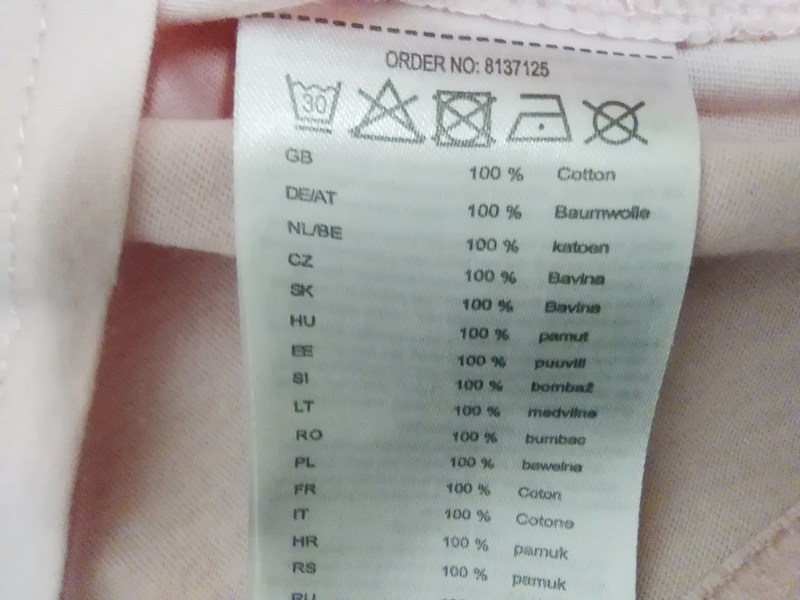 ORDER NO: 8137125
30
GB 100 % Cotton
DE/AT 100 % Baumwolle
NL/BE 100 % katoen
CZ 100 % Bavlna
SK 100 % Bavlna
HU 100 % pamut
EE 100 % puuvill
SI 100 % bombaž
LT 100 % medvilne
RO 100 % bumbac
PL 100 % bawelna
FR 100 % Coton
IT 100 % Cotone
HR 100 % pamuk
RS 100 % pamuk
RU